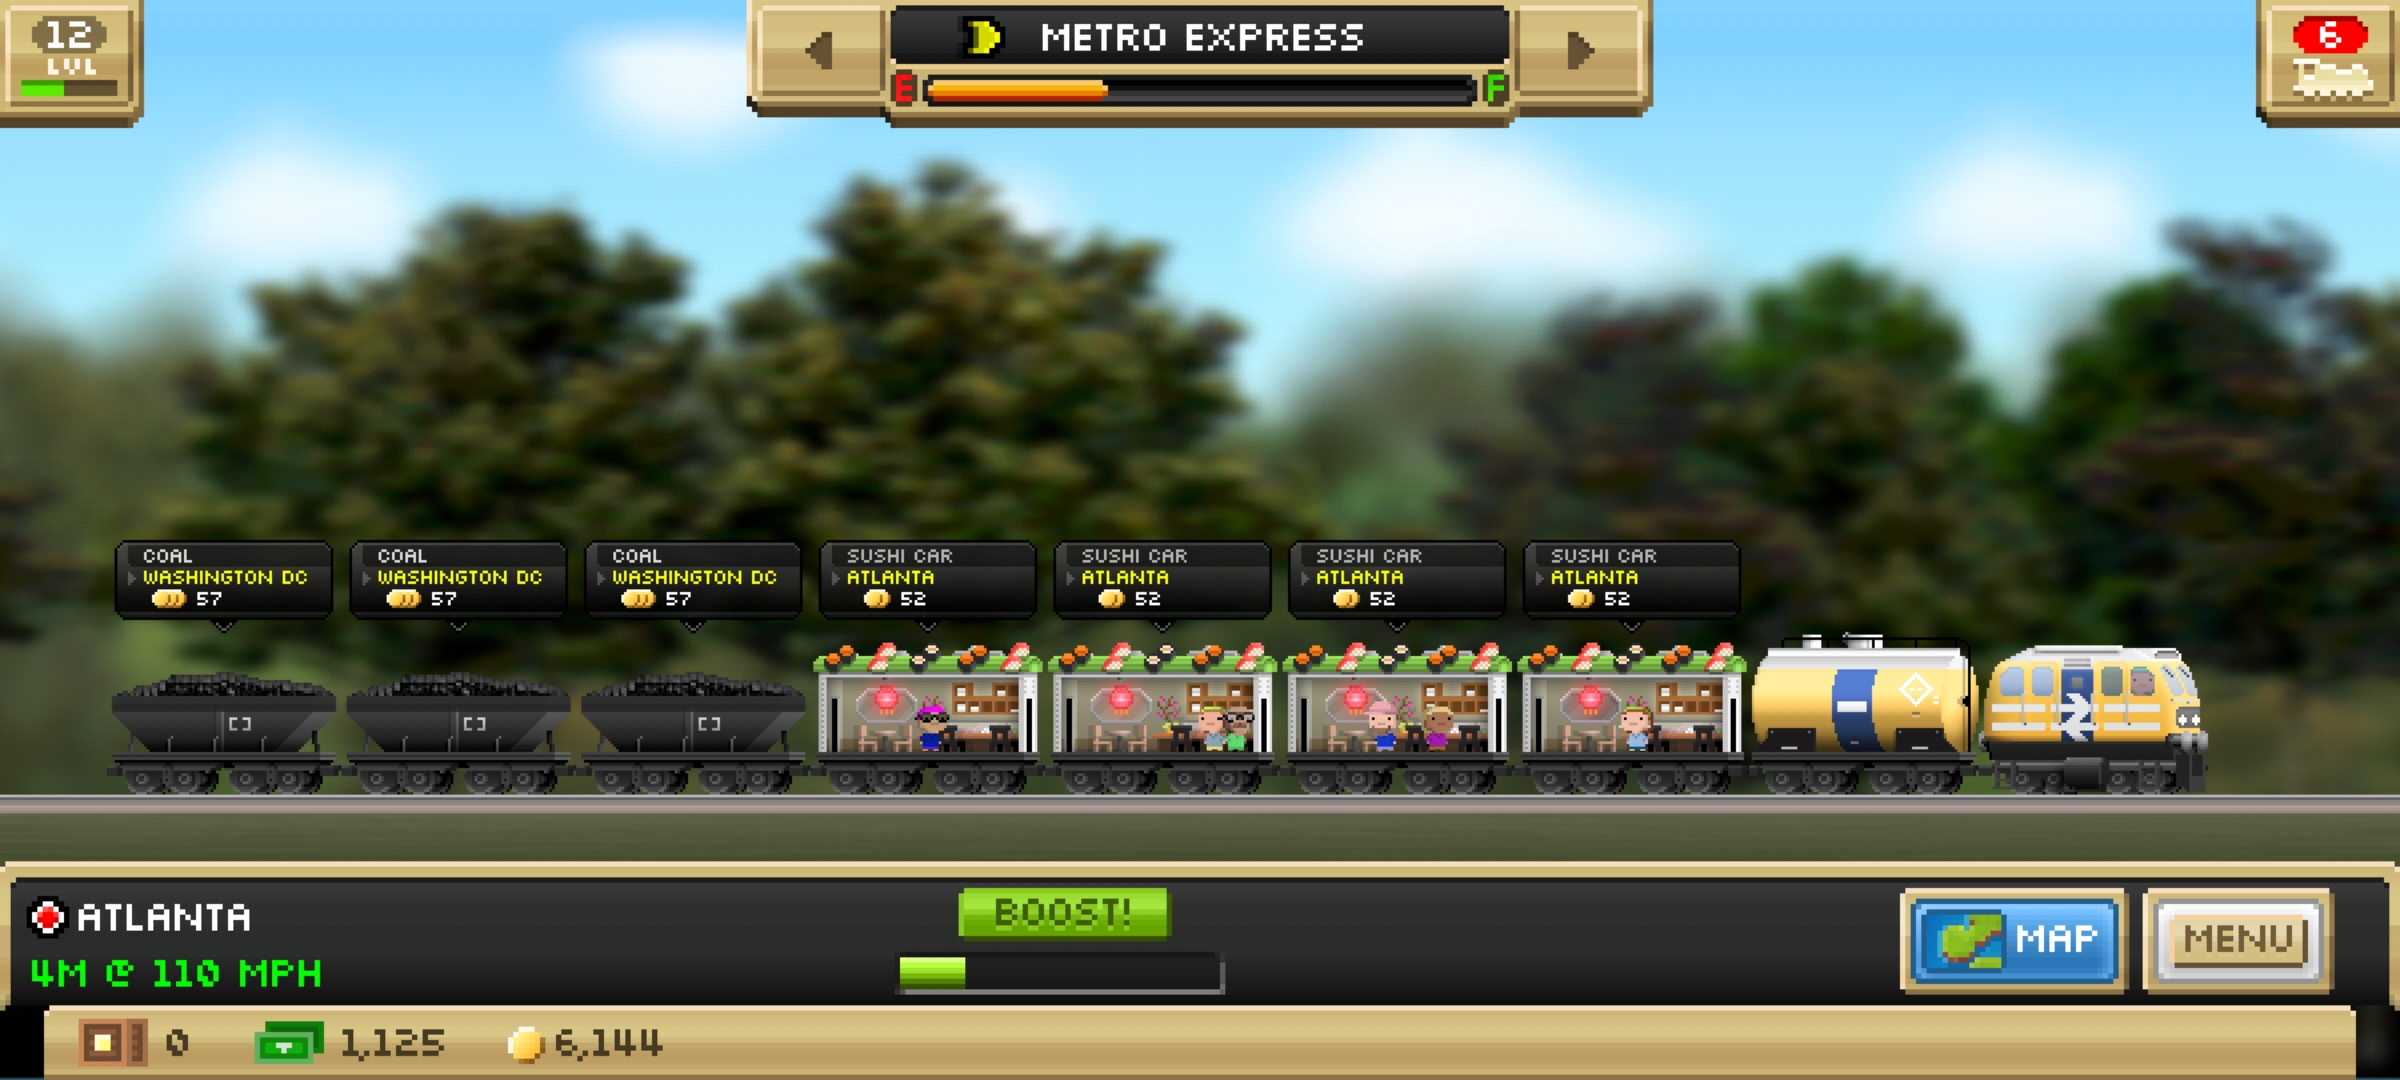 12
LVL
METRO EXPRESS
E
F
6
COAL
WASHINGTON DC
57
COAL
WASHINGTON DC
57
COAL
WASHINGTON DC
57
SUSHI CAR
ATLANTA
52
SUSHI CAR
ATLANTA
52
SUSHI CAR
ATLANTA
52
SUSHI CAR
ATLANTA
52
ATLANTA
4M @ 110 MPH
BOOST!
MAP
MENU
0
1,125
6,144